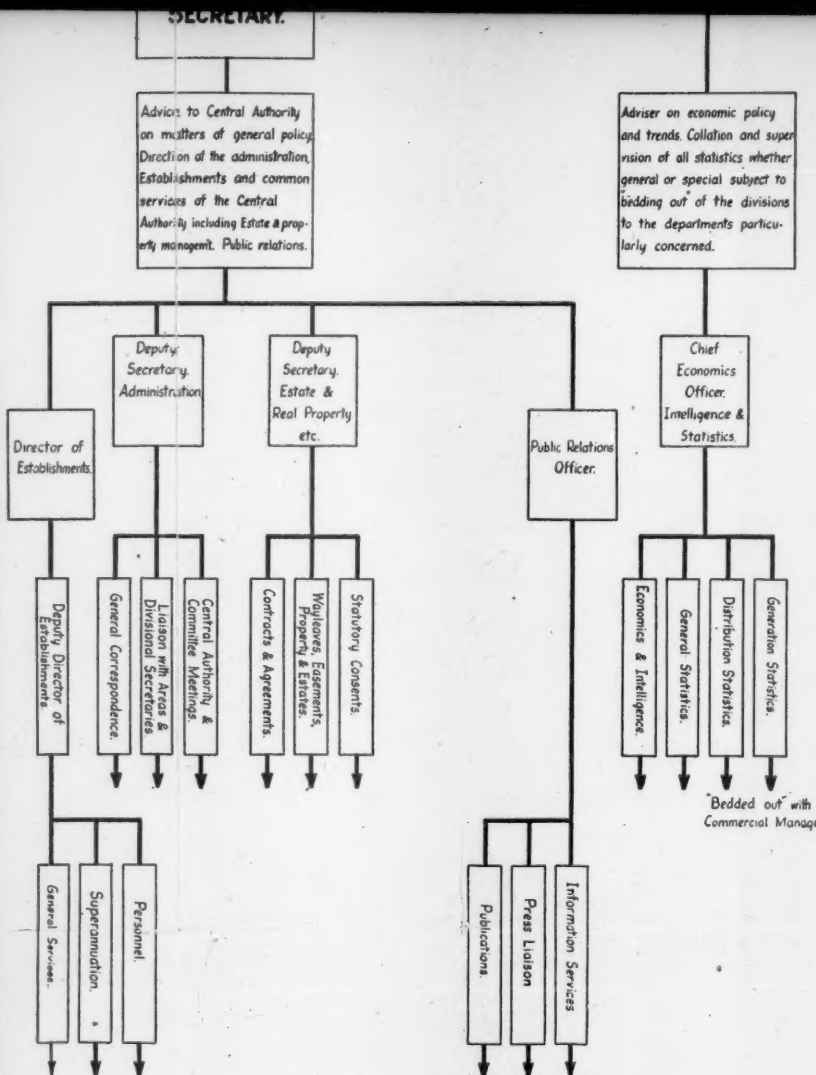 SECRETARY.
Advice to Central Authority
on matters of general policy.
Direction of the administration,
Establishments and common
services of the Central
Authority including Estate & prop-
erty managemt. Public relations.
Adviser on economic policy
and trends. Collation and super
vision of all statistics whether
general or special subject to
"bedding out" of the divisions
to the departments particu-
larly concerned.
Director of
Establishments.
Deputy
Secretary.
Administration
Deputy
Secretary.
Estate &
Real Property
etc.
Public Relations
Officer.
Chief
Economics
Officer.
Intelligence &
Statistics.
Deputy Director of
Establishments.
General Correspondence.
Liaison with Areas &
Divisional Secretaries.
Central Authority &
Committee Meetings.
Contracts & Agreements.
Wayleaves, Easements,
Property & Estates.
Statutory Consents.
Economics & Intelligence.
General Statistics.
Distribution Statistics.
Generation Statistics.
"Bedded out" with
Commercial Manage
General Services.
Superannuation.
Personnel.
Publications.
Press Liaison
Information Services